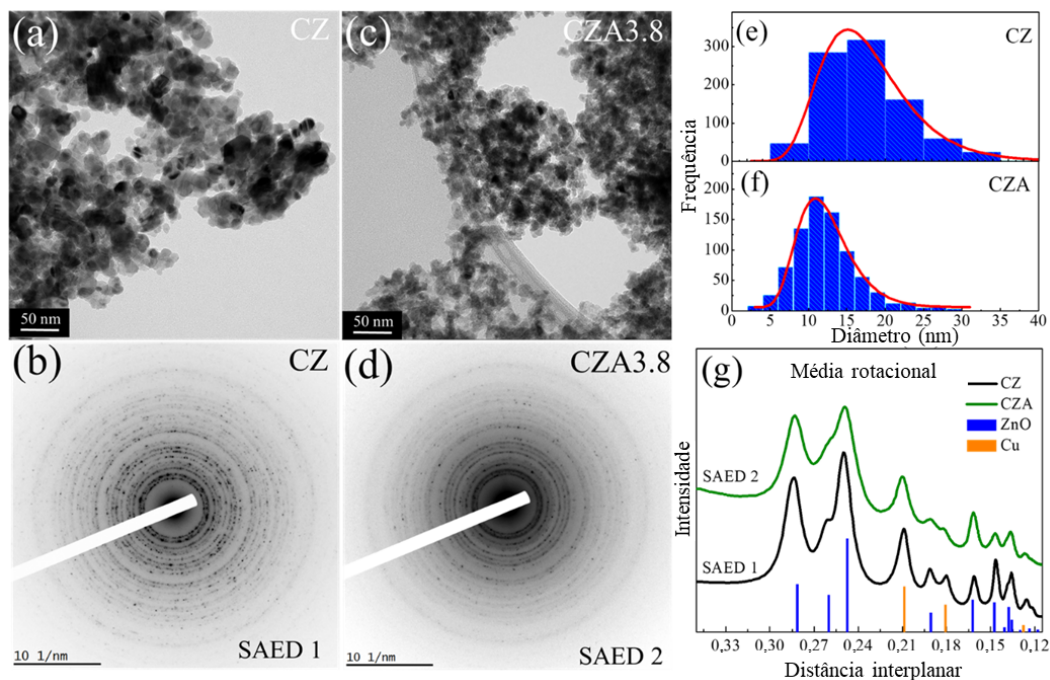 (a)
CZ
50 nm
(c)
CZA3.8
50 nm
(b)
CZ
10 1/nm
SAED 1
(d)
CZA3.8
10 1/nm
SAED 2
(e)
CZ
300
200
100
0
Frequência
(f)
CZA
200
150
100
50
0
0 5 10 15 20 25 30 35 40
Diâmetro (nm)
(g)
Média rotacional
CZ
CZA
ZnO
Cu
Intensidade
SAED 2
SAED 1
0,33 0,30 0,27 0,24 0,21 0,18 0,15 0,12
Distância interplanar